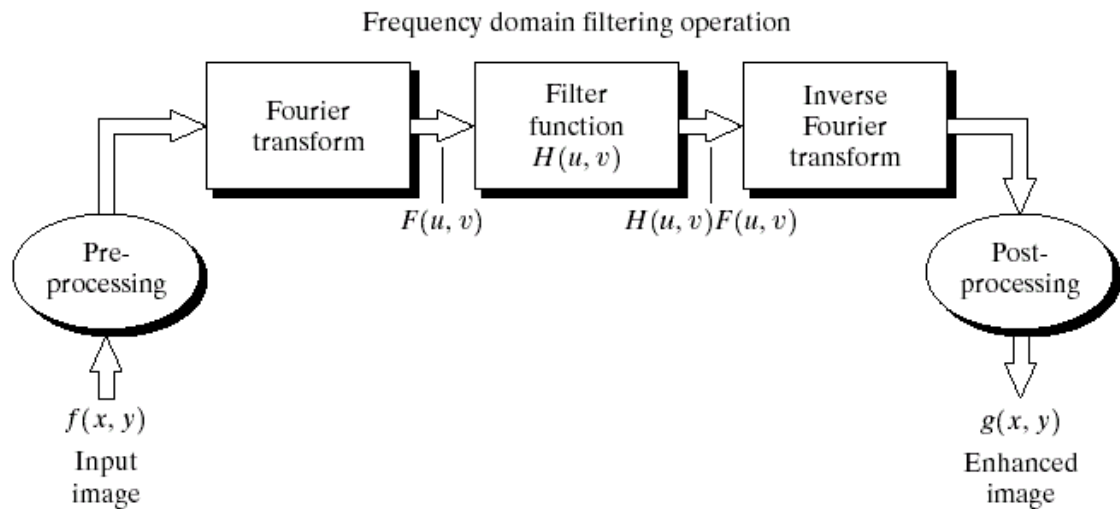 Frequency domain filtering operation
Fourier
transform
Filter
function
H(u, v)
Inverse
Fourier
transform
F(u, v)
H(u, v)F(u, v)
Pre-
processing
Post-
processing
f(x, y)
Input
image
g(x, y)
Enhanced
image